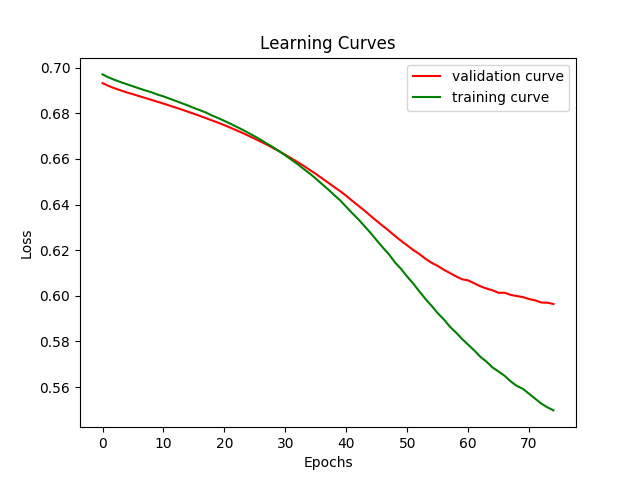 Learning Curves
validation curve
training curve
0.70
0.68
0.66
0.64
0.62
0.60
0.58
0.56
Loss
0 10 20 30 40 50 60 70
Epochs